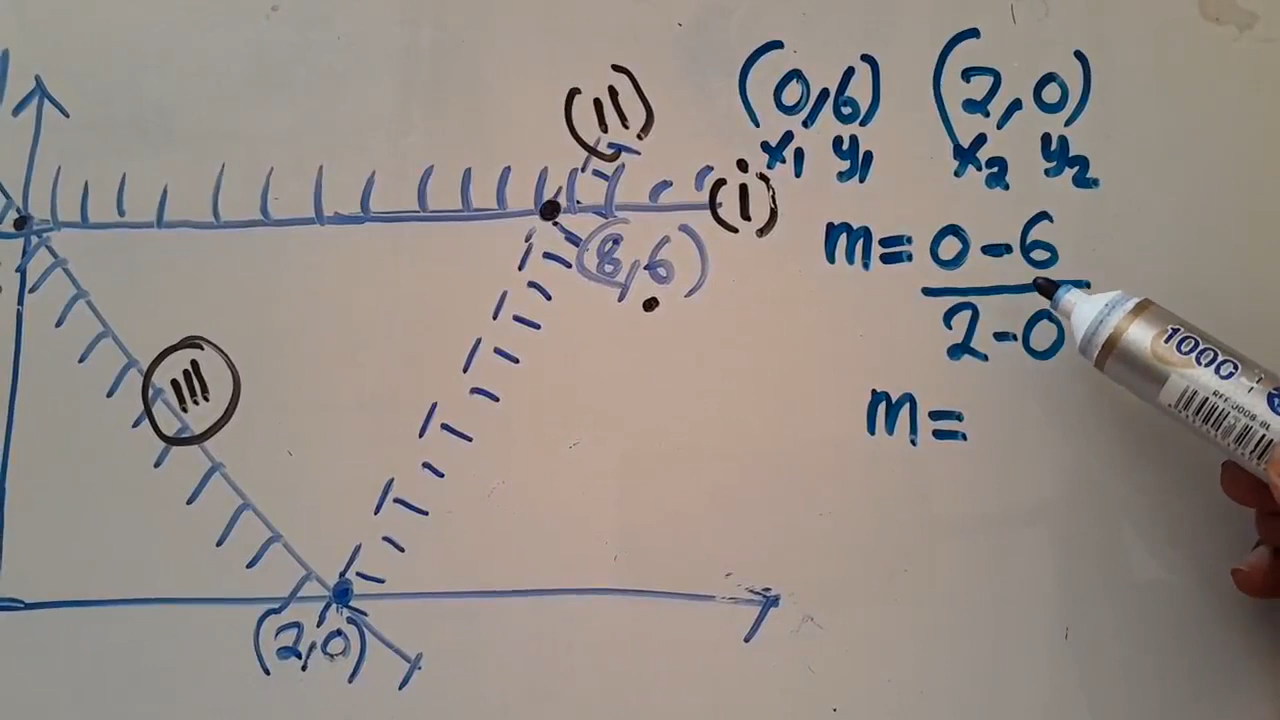 (0,6) (2,0)
x1 y1 x2 y2
(II)
(i)
(8,6)
m=0-6
2-0
m=
III
(2,0)
1000